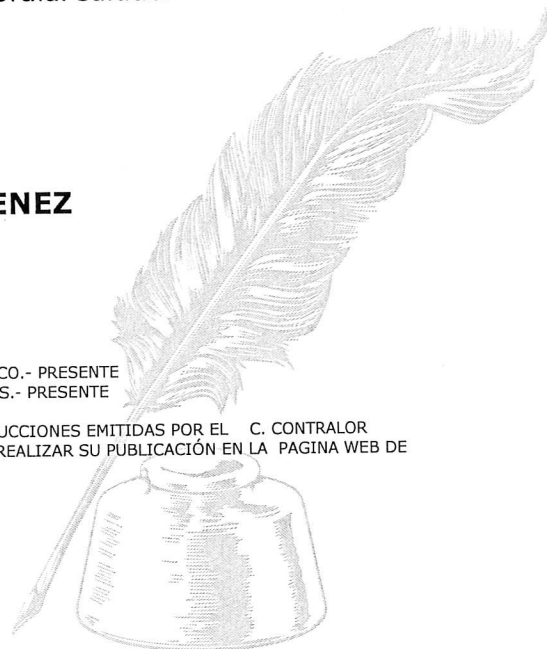 ENEZ
CO.- PRESENTE
S.- PRESENTE
UCCIONES EMITIDAS POR EL C. CONTRALOR
REALIZAR SU PUBLICACIÓN EN LA PAGINA WEB DE